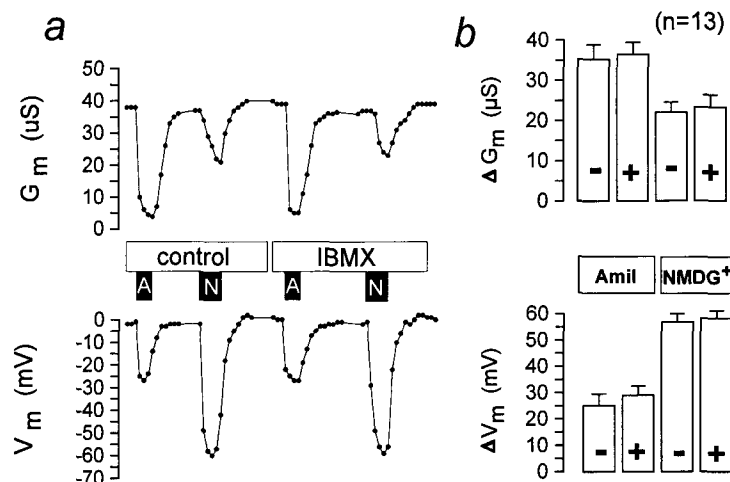 a
50
40
30
20
10
0
G m (uS)
control
IBMX
A
N
A
N
0
-10
-20
-30
-40
-50
-60
-70
V m (mV)
b
(n=13)
40
30
20
10
0
Δ G m (µS)
-
+
-
+
Amil
NMDG+
60
50
40
30
20
10
0
ΔV m (mV)
-
+
-
+